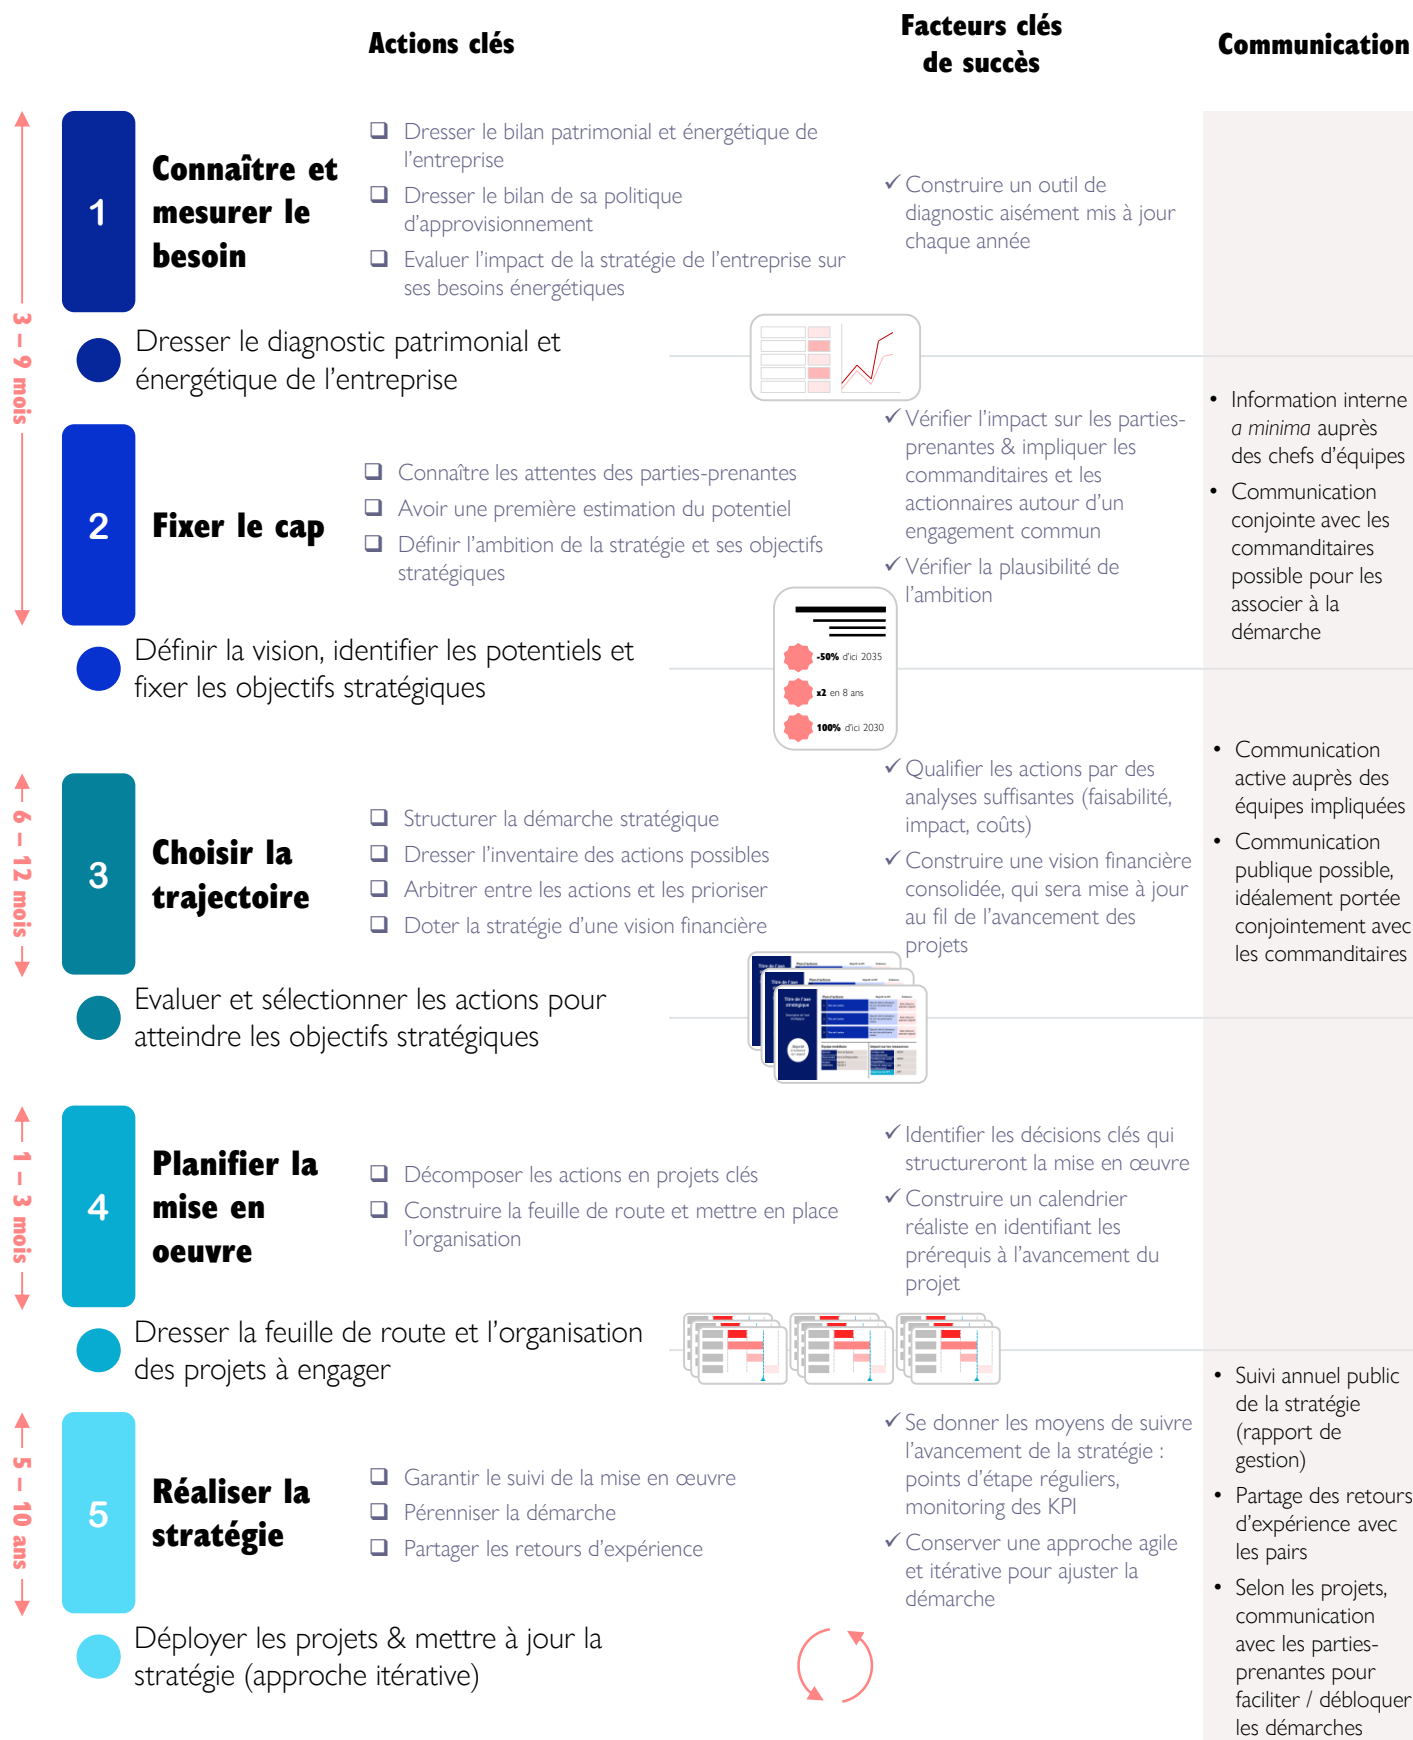 Actions clés
Facteurs clés
de succès
Communication
3 – 9 mois
1
Connaître et
mesurer le
besoin
❑ Dresser le bilan patrimonial et énergétique de
l’entreprise
❑ Dresser le bilan de sa politique
d’approvisionnement
❑ Evaluer l’impact de la stratégie de l’entreprise sur
ses besoins énergétiques
✓ Construire un outil de
diagnostic aisément mis à jour
chaque année
Dresser le diagnostic patrimonial et
énergétique de l’entreprise
2
Fixer le cap
❑ Connaître les attentes des parties-prenantes
❑ Avoir une première estimation du potentiel
❑ Définir l’ambition de la stratégie et ses objectifs
stratégiques
✓ Vérifier l’impact sur les parties-
prenantes & impliquer les
commanditaires et les
actionnaires autour d’un
engagement commun
✓ Vérifier la plausibilité de
l’ambition
• Information interne
a minima auprès
des chefs d’équipes
• Communication
conjointe avec les
commanditaires
possible pour les
associer à la
démarche
Définir la vision, identifier les potentiels et
fixer les objectifs stratégiques
-50% d’ici 2035
x2 en 8 ans
100% d’ici 2030
6 – 12 mois
3
Choisir la
trajectoire
❑ Structurer la démarche stratégique
❑ Dresser l’inventaire des actions possibles
❑ Arbitrer entre les actions et les prioriser
❑ Doter la stratégie d’une vision financière
✓ Qualifier les actions par des
analyses suffisantes (faisabilité,
impact, coûts)
✓ Construire une vision financière
consolidée, qui sera mise à jour
au fil de l’avancement des
projets
• Communication
active auprès des
équipes impliquées
• Communication
publique possible,
idéalement portée
conjointement avec
les commanditaires
Evaluer et sélectionner les actions pour
atteindre les objectifs stratégiques
Titre de l’axe
stratégique
1 – 3 mois
4
Planifier la
mise en
oeuvre
❑ Décomposer les actions en projets clés
❑ Construire la feuille de route et mettre en place
l’organisation
✓ Identifier les décisions clés qui
structureront la mise en œuvre
✓ Construire un calendrier
réaliste en identifiant les
prérequis à l’avancement du
projet
Dresser la feuille de route et l’organisation
des projets à engager
5 – 10 ans
5
Réaliser la
stratégie
❑ Garantir le suivi de la mise en œuvre
❑ Pérenniser la démarche
❑ Partager les retours d’expérience
✓ Se donner les moyens de suivre
l’avancement de la stratégie :
points d’étape réguliers,
monitoring des KPI
✓ Conserver une approche agile
et itérative pour ajuster la
démarche
• Suivi annuel public
de la stratégie
(rapport de
gestion)
• Partage des retours
d’expérience avec
les pairs
• Selon les projets,
communication
avec les parties-
prenantes pour
faciliter / débloquer
les démarches
Déployer les projets & mettre à jour la
stratégie (approche itérative)